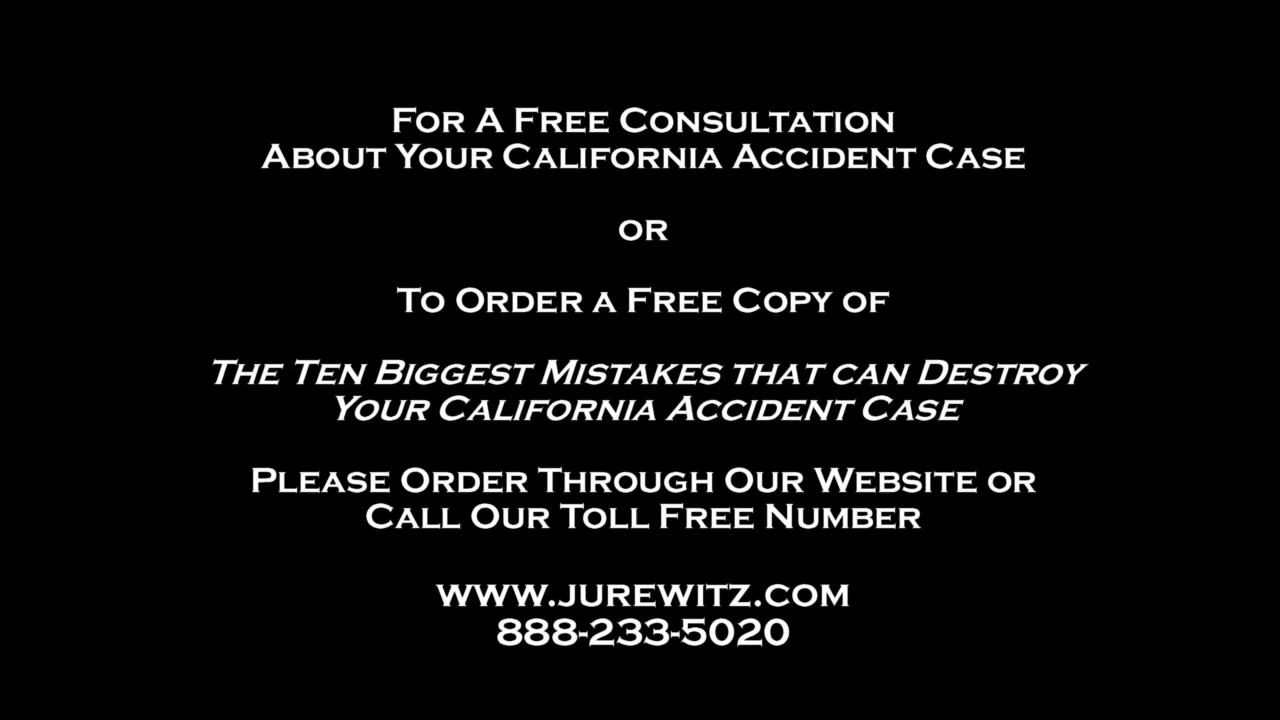 For A Free Consultation
About Your California Accident Case
or
To Order a Free Copy of
The Ten Biggest Mistakes that can Destroy
Your California Accident Case
Please Order Through Our Website or
Call Our Toll Free Number
www.jurewitz.com
888-233-5020